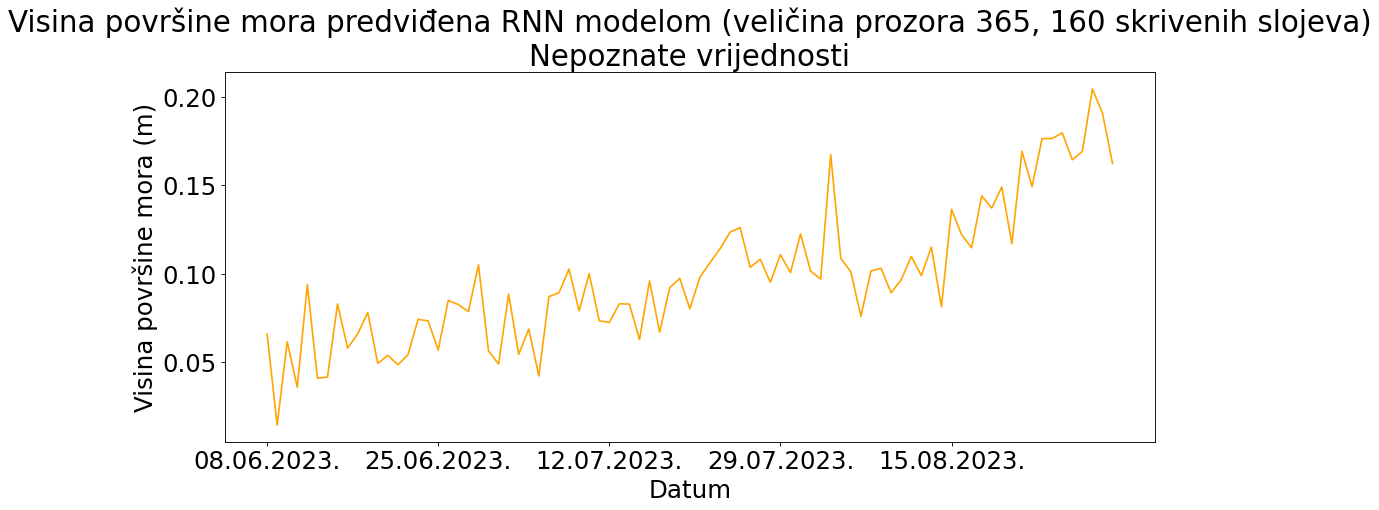 Visina površine mora predviđena RNN modelom (veličina prozora 365, 160 skrivenih slojeva)
Nepoznate vrijednosti
Visina površine mora (m)
0.20
0.15
0.10
0.05
08.06.2023. 25.06.2023. 12.07.2023. 29.07.2023. 15.08.2023.
Datum